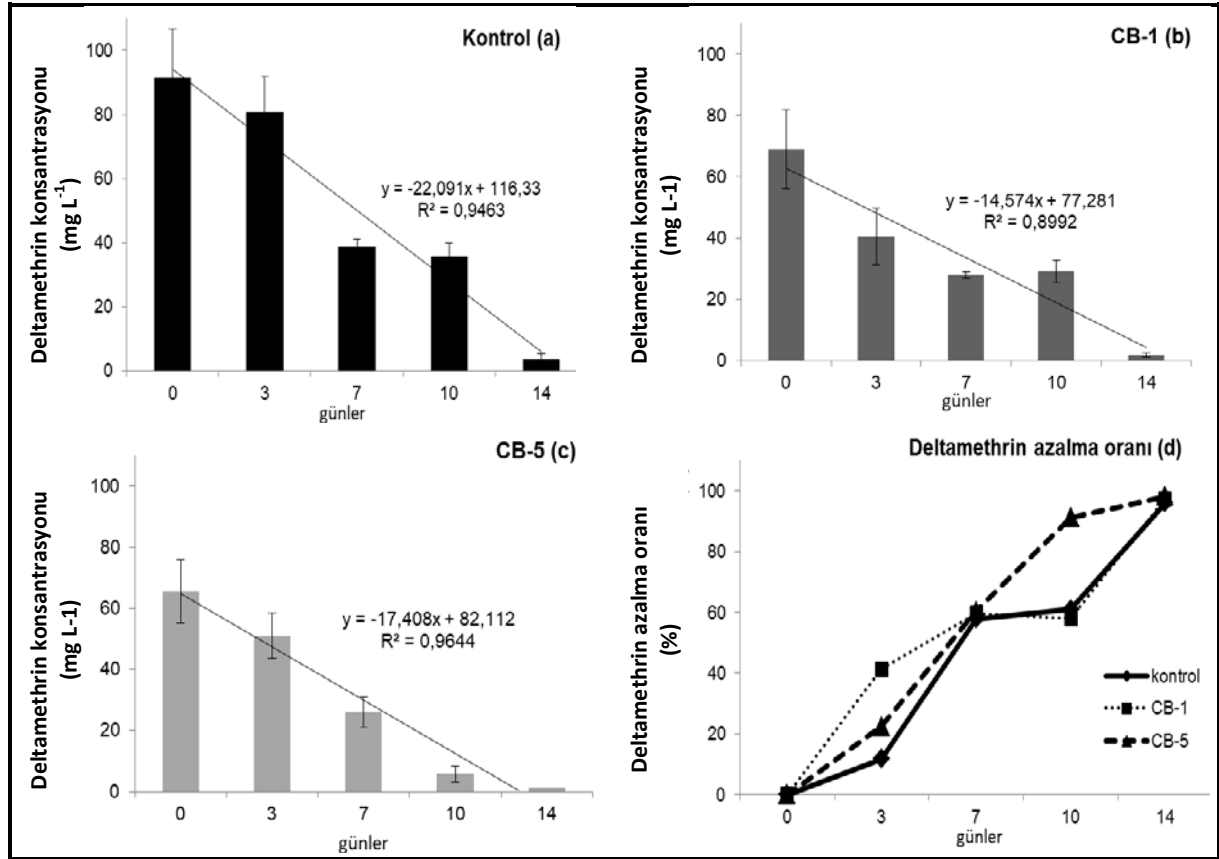 Kontrol (a)
Deltamethrin konsantrasyonu
(mg L-1)
100
80
60
40
20
0
y = -22,091x + 116,33
R² = 0,9463
0 3 7 10 14
günler
CB-1 (b)
Deltamethrin konsantrasyonu
(mg L-1)
100
80
60
40
20
0
y = -14,574x + 77,281
R² = 0,8992
0 3 7 10 14
günler
CB-5 (c)
Deltamethrin konsantrasyonu
(mg L-1)
100
80
60
40
20
0
y = -17,408x + 82,112
R² = 0,9644
0 3 7 10 14
günler
Deltamethrin azalma oranı (d)
Deltamethrin azalma oranı
(%)
100
80
60
40
20
0
kontrol
CB-1
CB-5
0 3 7 10 14
günler